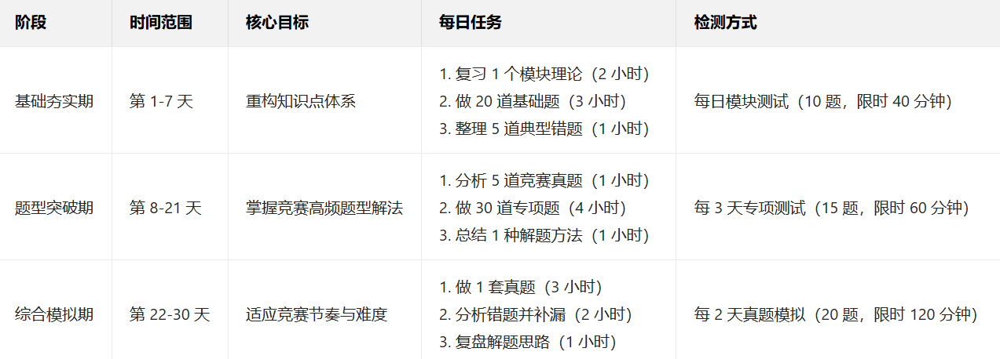 阶段 时间范围 核心目标 每日任务 检测方式
基础夯实期 第 1-7 天 重构知识点体系
1. 复习 1 个模块理论（2 小时）
2. 做 20 道基础题（3 小时）
3. 整理 5 道典型错题（1 小时）
每日模块测试（10 题，限时 40 分钟）
题型突破期 第 8-21 天 掌握竞赛高频题型解法
1. 分析 5 道竞赛真题（1 小时）
2. 做 30 道专项题（4 小时）
3. 总结 1 种解题方法（1 小时）
每 3 天专项测试（15 题，限时 60 分钟）
综合模拟期 第 22-30 天 适应竞赛节奏与难度
1. 做 1 套真题（3 小时）
2. 分析错题并补漏（2 小时）
3. 复盘解题思路（1 小时）
每 2 天真题模拟（20 题，限时 120 分钟）